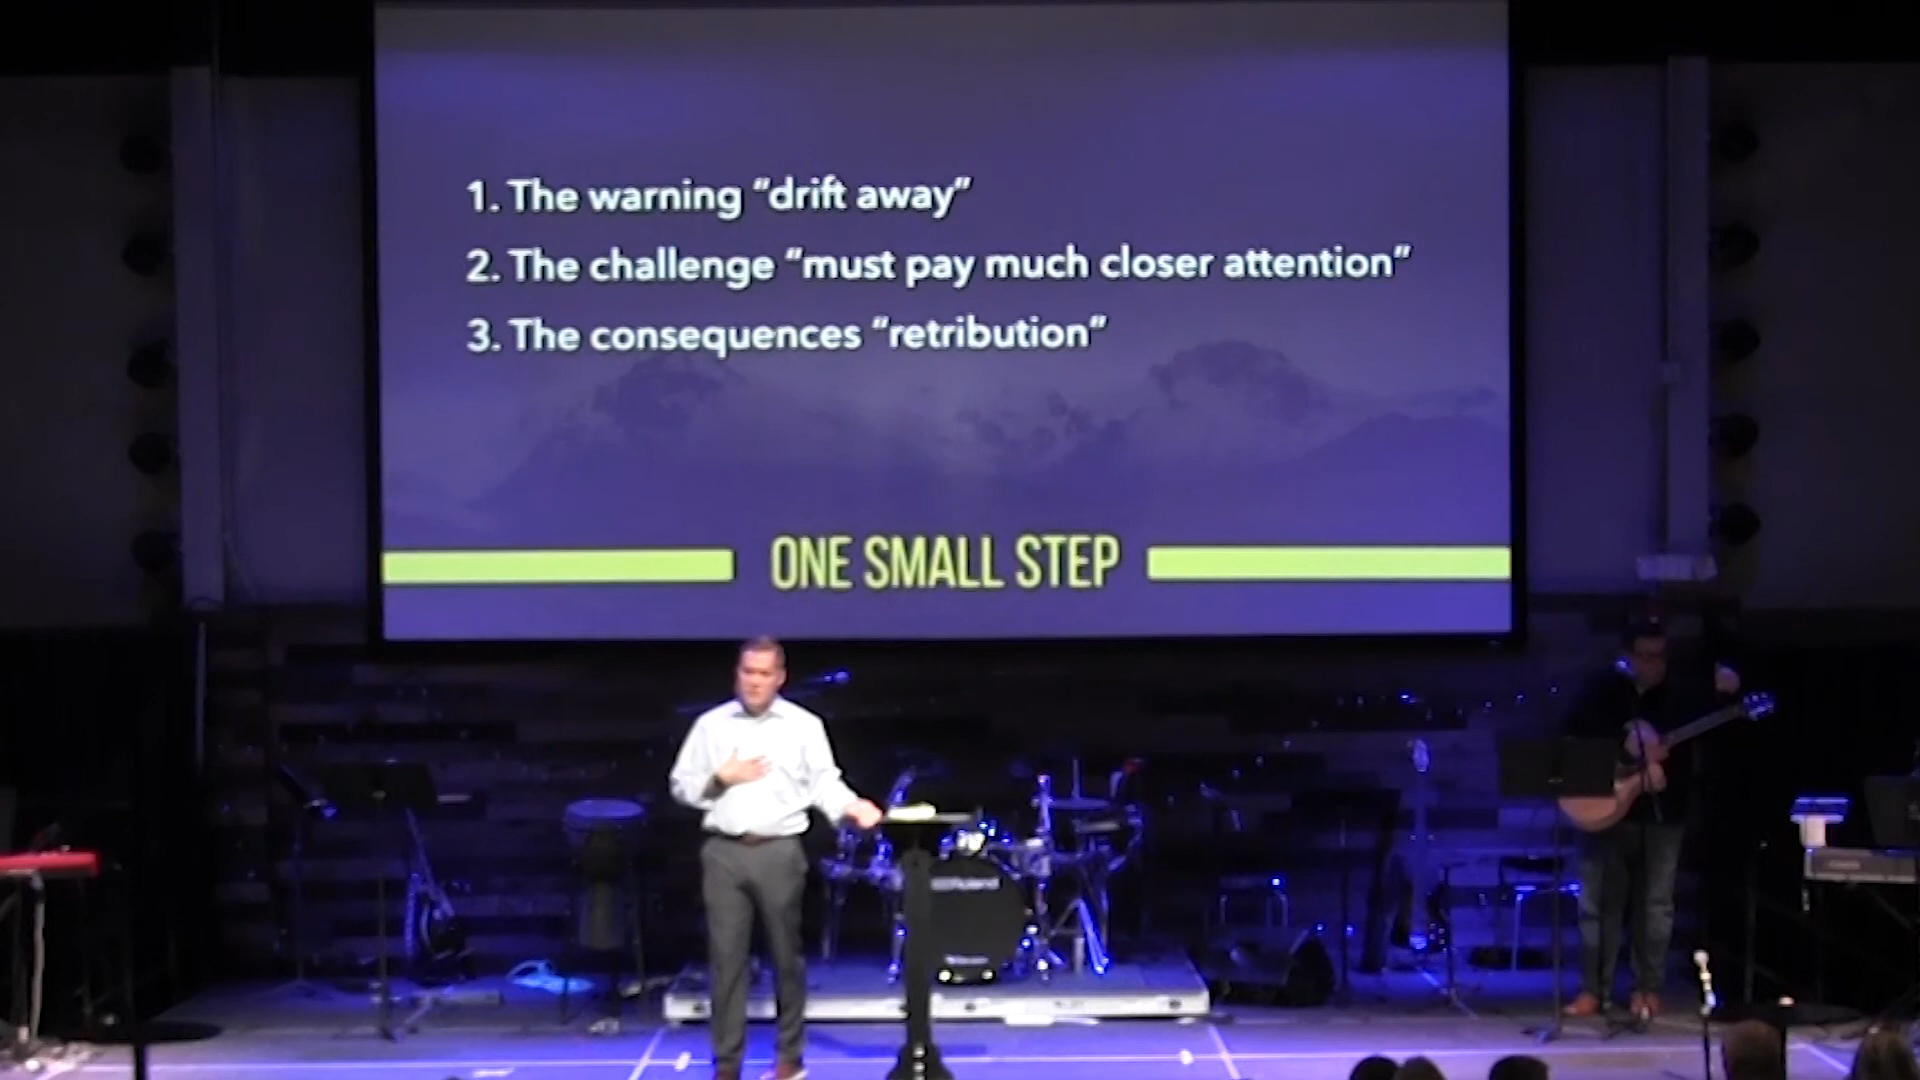 1. The warning “drift away”
2. The challenge “must pay much closer attention”
3. The consequences “retribution”
ONE SMALL STEP
Roland